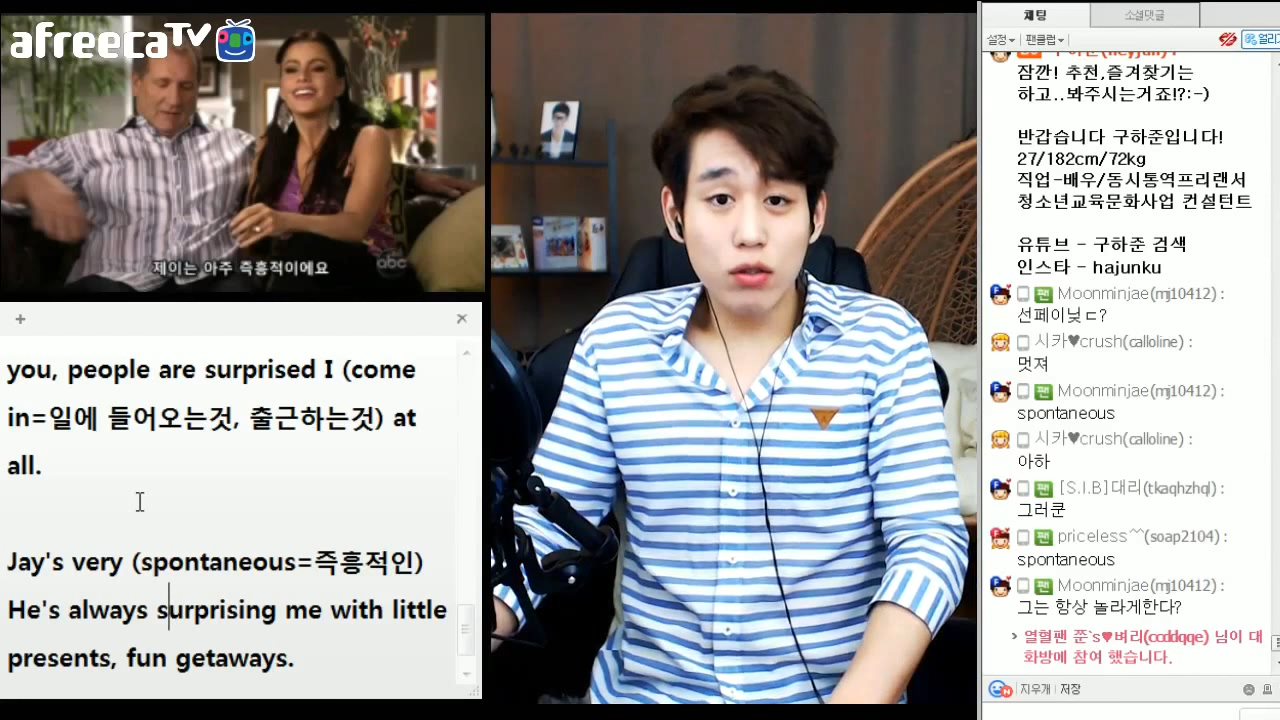 afreecaTV
제이는 아주 즉흥적이에요
abc
you, people are surprised I (come
in=일에 들어오는것, 출근하는것) at
all.
Jay's very (spontaneous=즉흥적인)
He's always surprising me with little
presents, fun getaways.
채팅
소셜댓글
설정
팬클럽
얼리기
잠깐! 추천,즐겨찾기는
하고..봐주시는거죠!?:-)
반갑습니다 구하준입니다!
27/182cm/72kg
직업-배우/동시통역프리랜서
청소년교육문화사업 컨설턴트
유튜브 - 구하준 검색
인스타 - hajunku
팬 Moonminjae(mj10412) :
선페이닞ㄷ?
시카♥crush(calloline) :
멋져
팬 Moonminjae(mj10412) :
spontaneous
시카♥crush(calloline) :
아하
팬 [S.I.B]대리(tkaqhzhql) :
그러쿤
팬 priceless^^(soap2104) :
spontaneous
팬 Moonminjae(mj10412) :
그는 항상 놀라게한다?
열혈팬 쭌`s♥벼리(ccddqqe) 님이 대
화방에 참여 했습니다.
지우개 저장